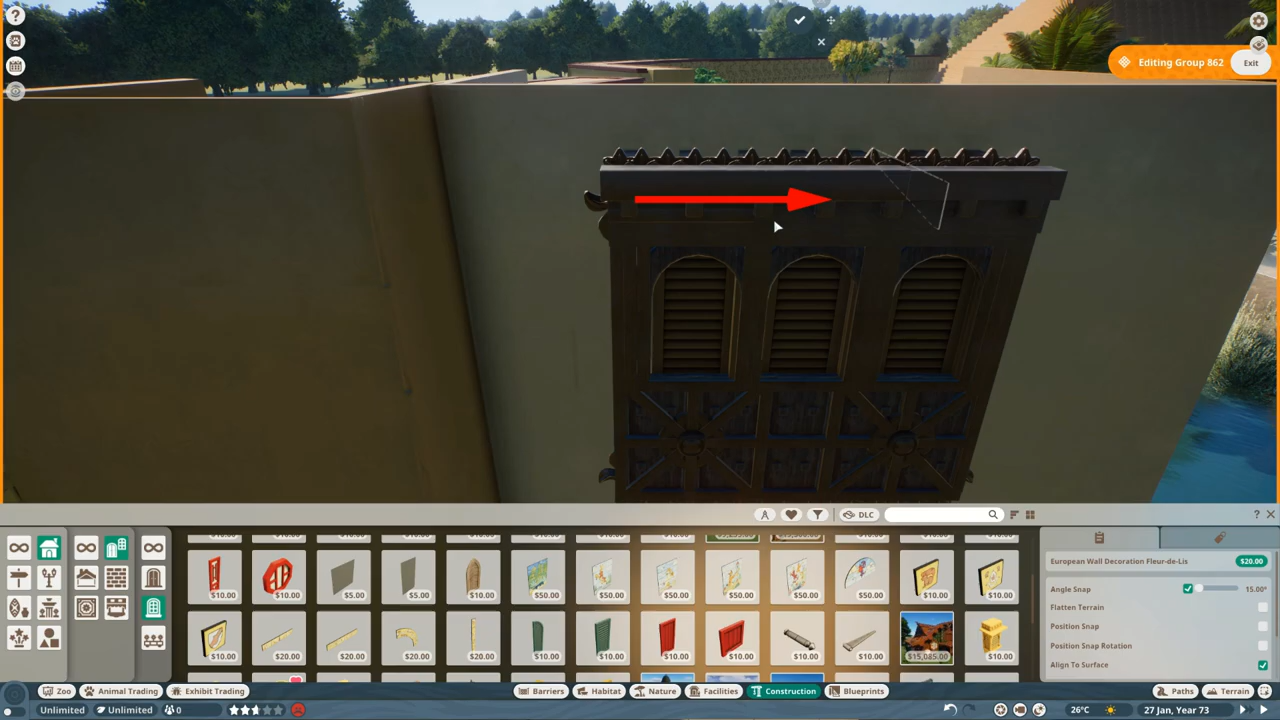 Editing Group 862
Exit
DLC
$10.00 $10.00 $5.00 $5.00 $10.00 $50.00 $50.00 $50.00 $50.00 $50.00 $50.00 $10.00 $10.00
$10.00 $20.00 $20.00 $20.00 $20.00 $10.00 $10.00 $10.00 $10.00 $10.00 $10.00 $15,085.00 $10.00
European Wall Decoration Fleur-de-Lis $20.00
Angle Snap 15.00°
Flatten Terrain
Position Snap
Position Snap Rotation
Align To Surface
Zoo Animal Trading Exhibit Trading Barriers Habitat Nature Facilities Construction Blueprints Paths Terrain
Unlimited Unlimited 0 26°C 27 Jan, Year 73